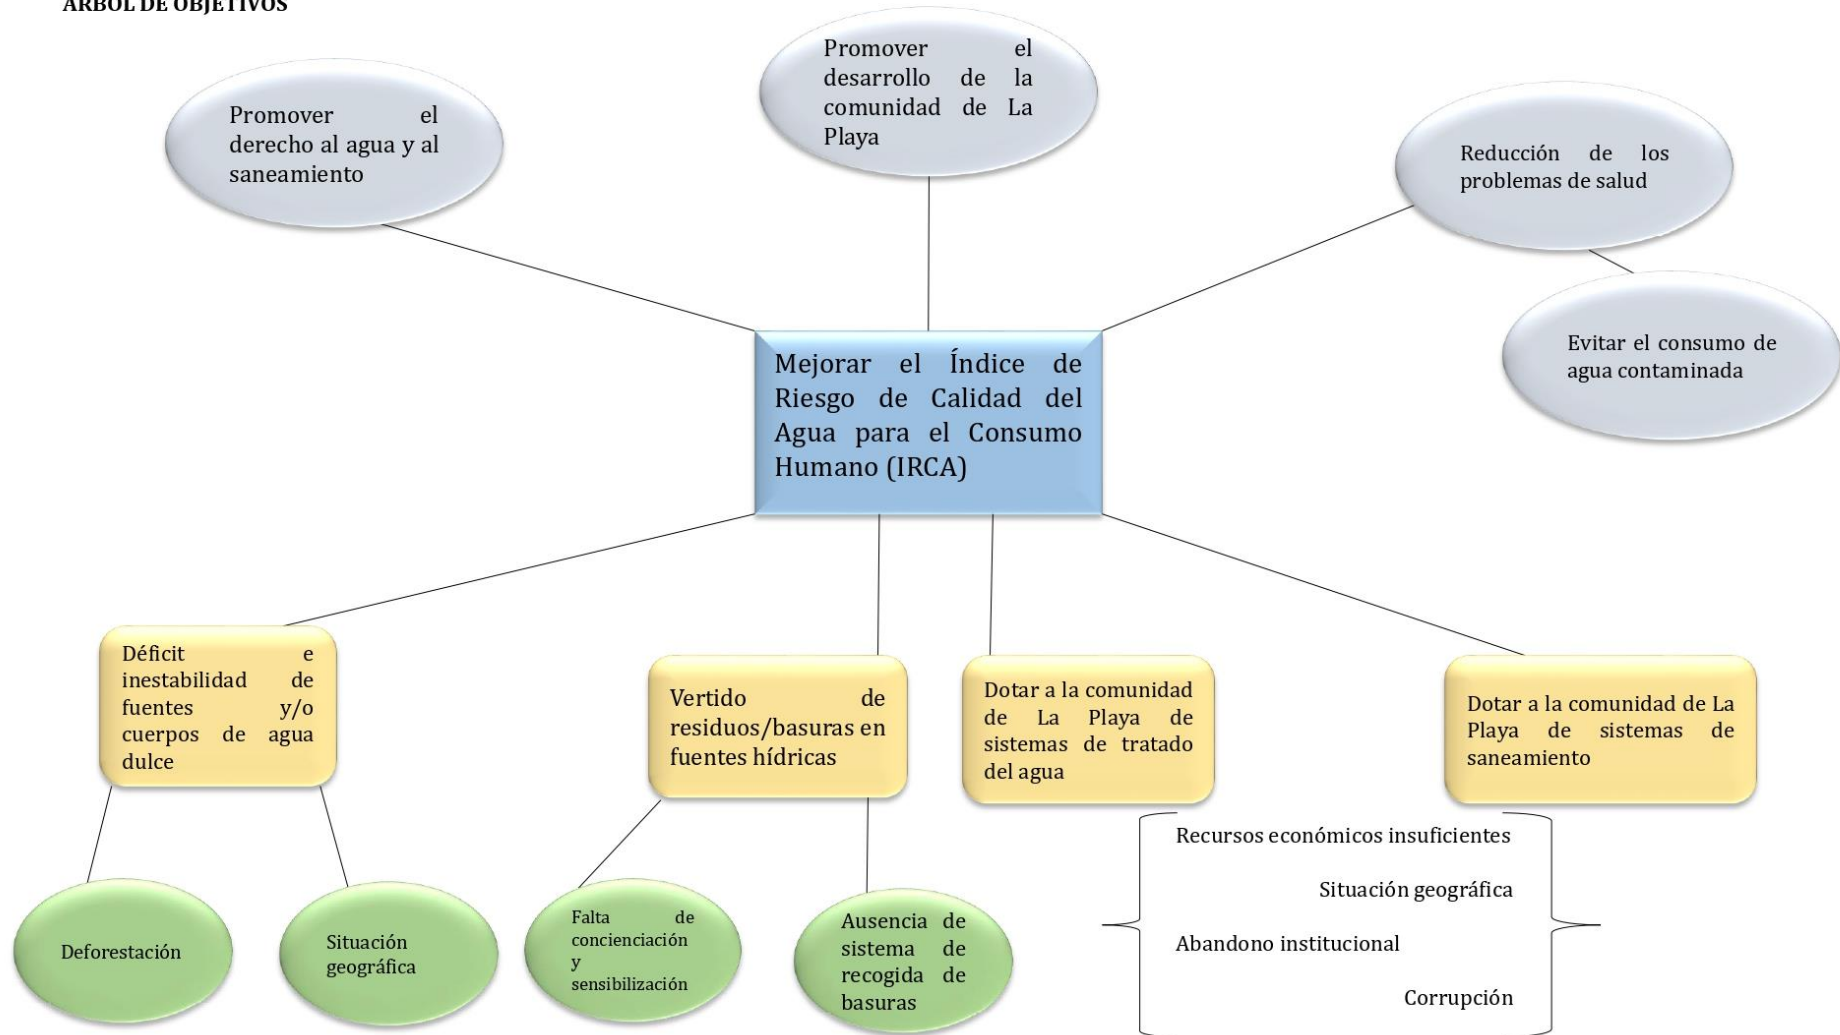 ÁRBOL DE OBJETIVOS
Promover el
desarrollo de la
comunidad de La
Playa
Promover el
derecho al agua y al
saneamiento
Reducción de los
problemas de salud
Evitar el consumo de
agua contaminada
Mejorar el Índice de
Riesgo de Calidad del
Agua para el Consumo
Humano (IRCA)
Déficit e
inestabilidad de
fuentes y/o
cuerpos de agua
dulce
Vertido de
residuos/basuras en
fuentes hídricas
Dotar a la comunidad
de La Playa de
sistemas de tratado
del agua
Dotar a la comunidad de La
Playa de sistemas de
saneamiento
Deforestación
Situación
geográfica
Falta de
concienciación
y
sensibilización
Ausencia de
sistema de
recogida de
basuras
Recursos económicos insuficientes
Situación geográfica
Abandono institucional
Corrupción